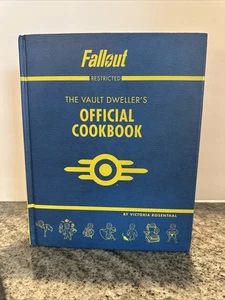 Fallout
RESTRICTED
THE VAULT DWELLER'S
OFFICIAL
COOKBOOK
BY VICTORIA ROSENTHAL